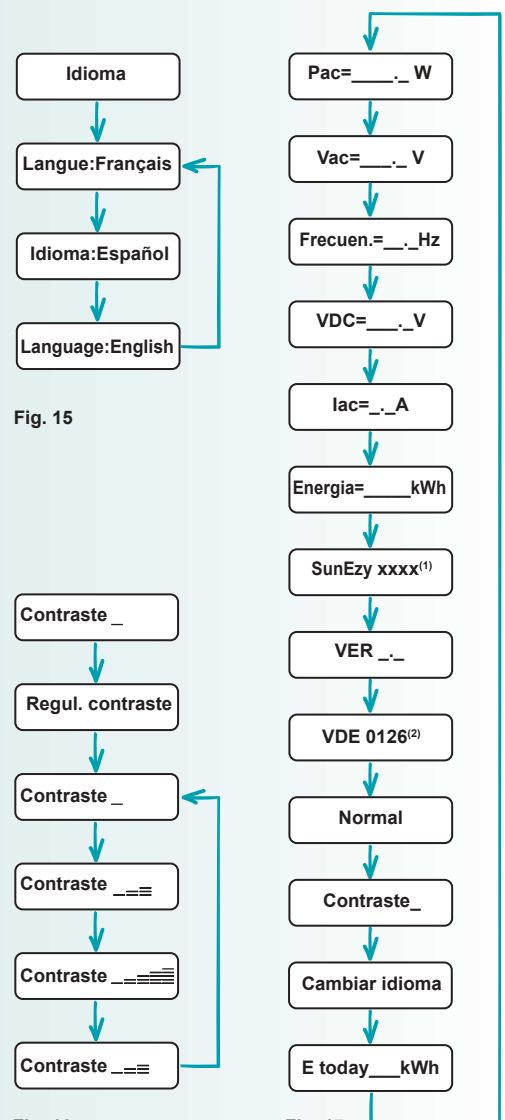 Idioma
Langue:Français
Idioma:Español
Language:English
Fig. 15
Contraste _
Regul. contraste
Contraste _
Contraste
Contraste
Contraste
Pac=____._ W
Vac=___._ V
Frecuen.=__._Hz
VDC=___._V
Iac=_._A
Energia=_____kWh
SunEzy xxxx(1)
VER _._
VDE 0126(2)
Normal
Contraste_
Cambiar idioma
E today___kWh